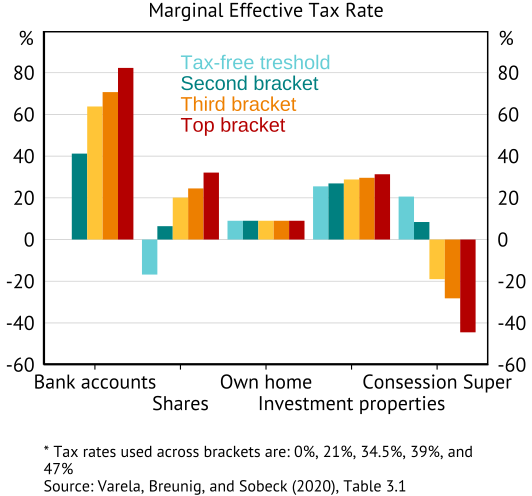 Marginal Effective Tax Rate
% %
Tax-free treshold
Second bracket
Third bracket
Top bracket
80 80
60 60
40 40
20 20
0 0
-20 -20
-40 -40
-60 -60
Bank accounts Own home Consession Super
Shares Investment properties
* Tax rates used across brackets are: 0%, 21%, 34.5%, 39%, and
47%
Source: Varela, Breunig, and Sobeck (2020), Table 3.1